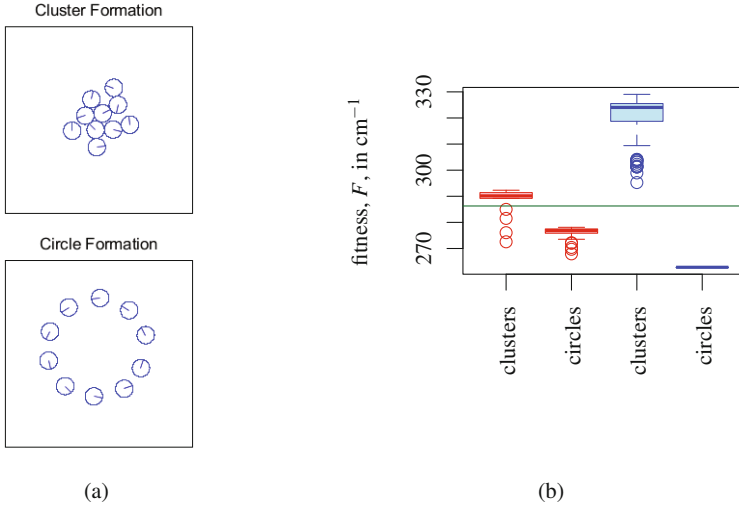 Cluster Formation
Circle Formation
(a)
fitness, F, in cm⁻¹
330
300
270
clusters
circles
clusters
circles
(b)